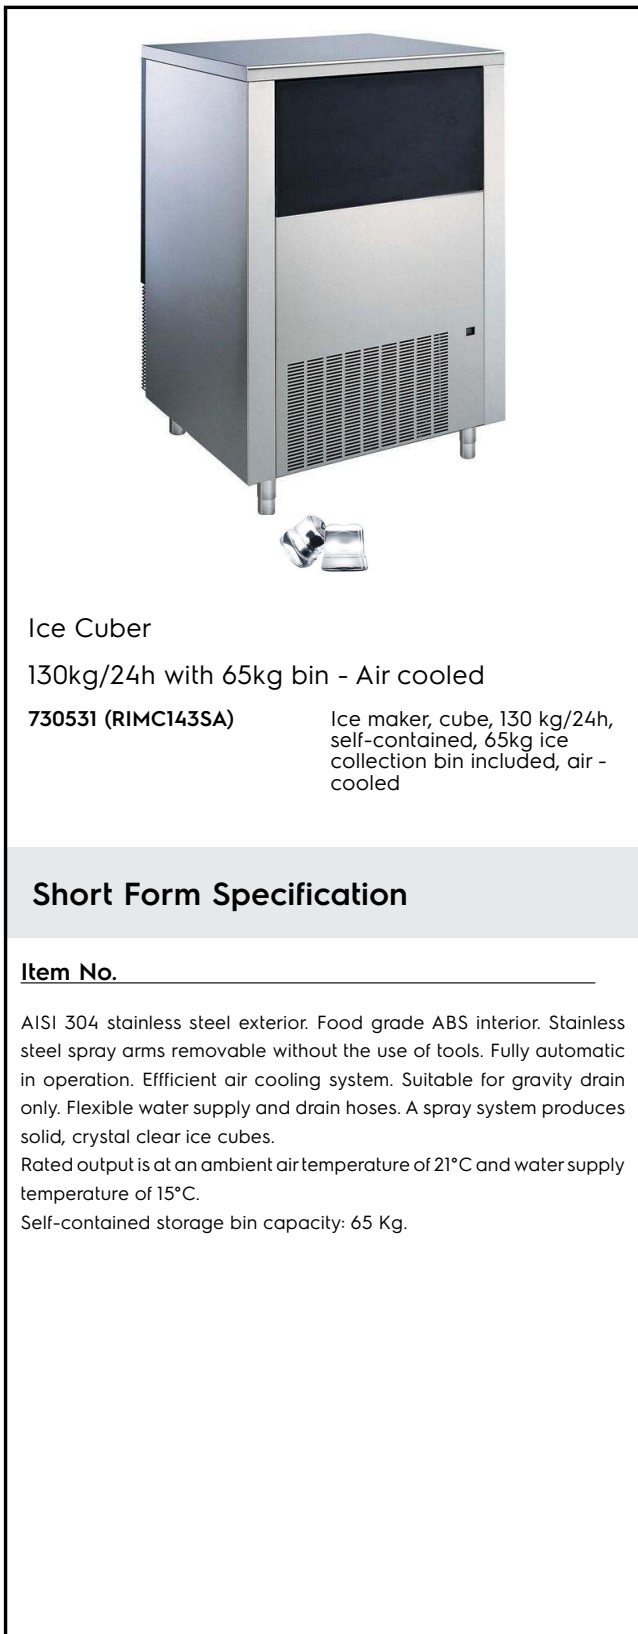 Ice Cuber
130kg/24h with 65kg bin - Air cooled
730531 (RIMC143SA)
Ice maker, cube, 130 kg/24h,
self-contained, 65kg ice
collection bin included, air -
cooled
Short Form Specification
Item No.
AISI 304 stainless steel exterior. Food grade ABS interior. Stainless
steel spray arms removable without the use of tools. Fully automatic
in operation. Effficient air cooling system. Suitable for gravity drain
only. Flexible water supply and drain hoses. A spray system produces
solid, crystal clear ice cubes.
Rated output is at an ambient air temperature of 21°C and water supply
temperature of 15°C.
Self-contained storage bin capacity: 65 Kg.